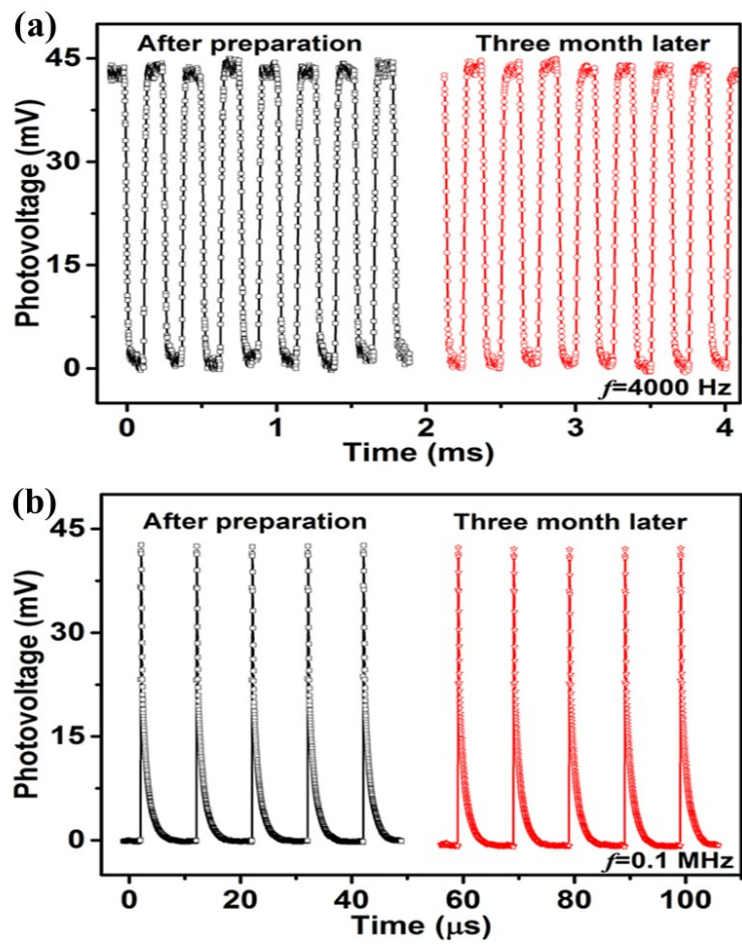 (a)
After preparation Three month later
45
30
15
0
Photovoltage (mV)
f=4000 Hz
0 1 2 3 4
Time (ms)
(b)
After preparation Three month later
45
30
15
0
Photovoltage (mV)
f=0.1 MHz
0 20 40 60 80 100
Time (μs)